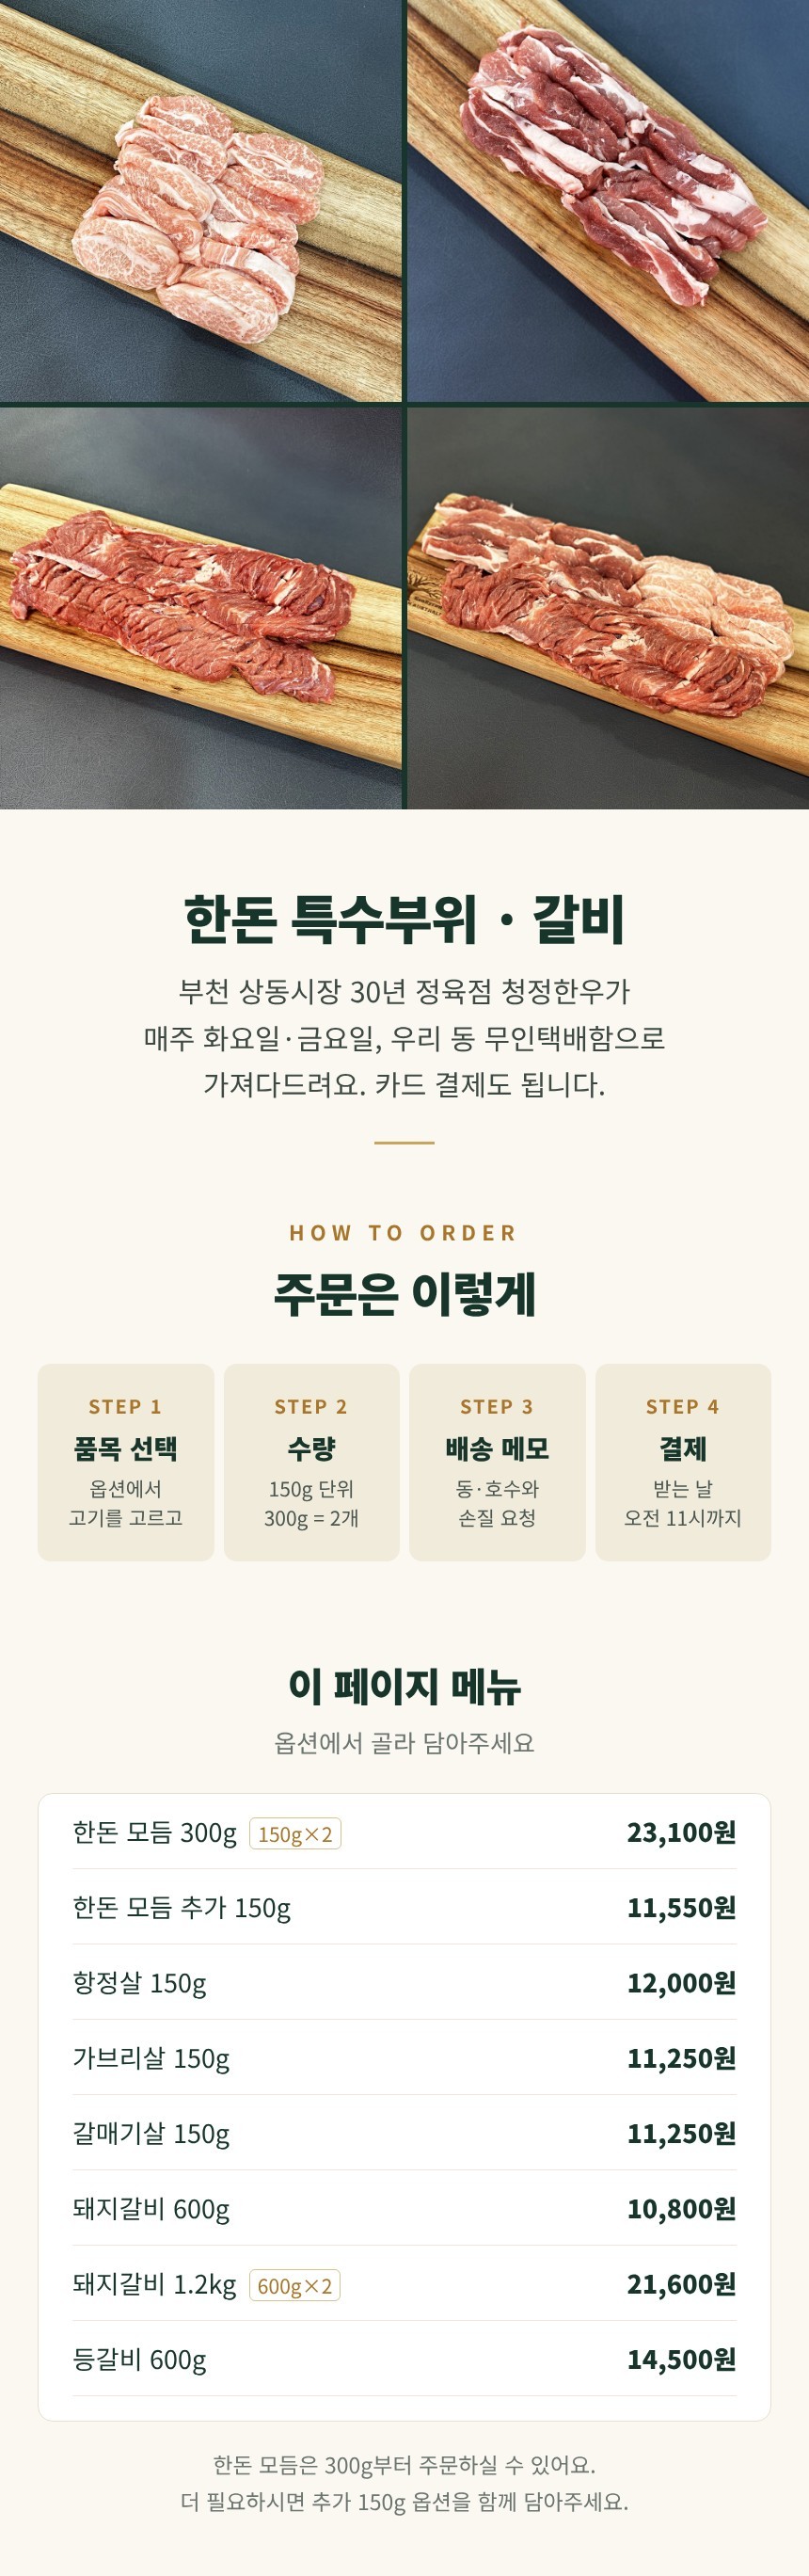 한돈 특수부위 · 갈비
부천 상동시장 30년 정육점 청정한우가
매주 화요일·금요일, 우리 동 무인택배함으로
가져다드려요. 카드 결제도 됩니다.
HOW TO ORDER
주문은 이렇게
STEP 1
품목 선택
옵션에서
고기를 고르고
STEP 2
수량
150g 단위
300g = 2개
STEP 3
배송 메모
동·호수와
손질 요청
STEP 4
결제
받는 날
오전 11시까지
이 페이지 메뉴
옵션에서 골라 담아주세요
한돈 모듬 300g 150g×2 23,100원
한돈 모듬 추가 150g 11,550원
항정살 150g 12,000원
가브리살 150g 11,250원
갈매기살 150g 11,250원
돼지갈비 600g 10,800원
돼지갈비 1.2kg 600g×2 21,600원
등갈비 600g 14,500원
한돈 모듬은 300g부터 주문하실 수 있어요.
더 필요하시면 추가 150g 옵션을 함께 담아주세요.